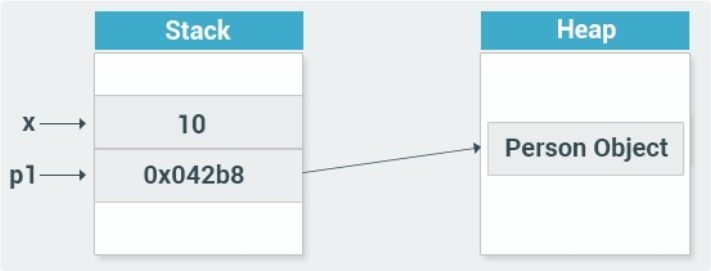 Stack
Heap
x
10
p1
0x042b8
Person Object